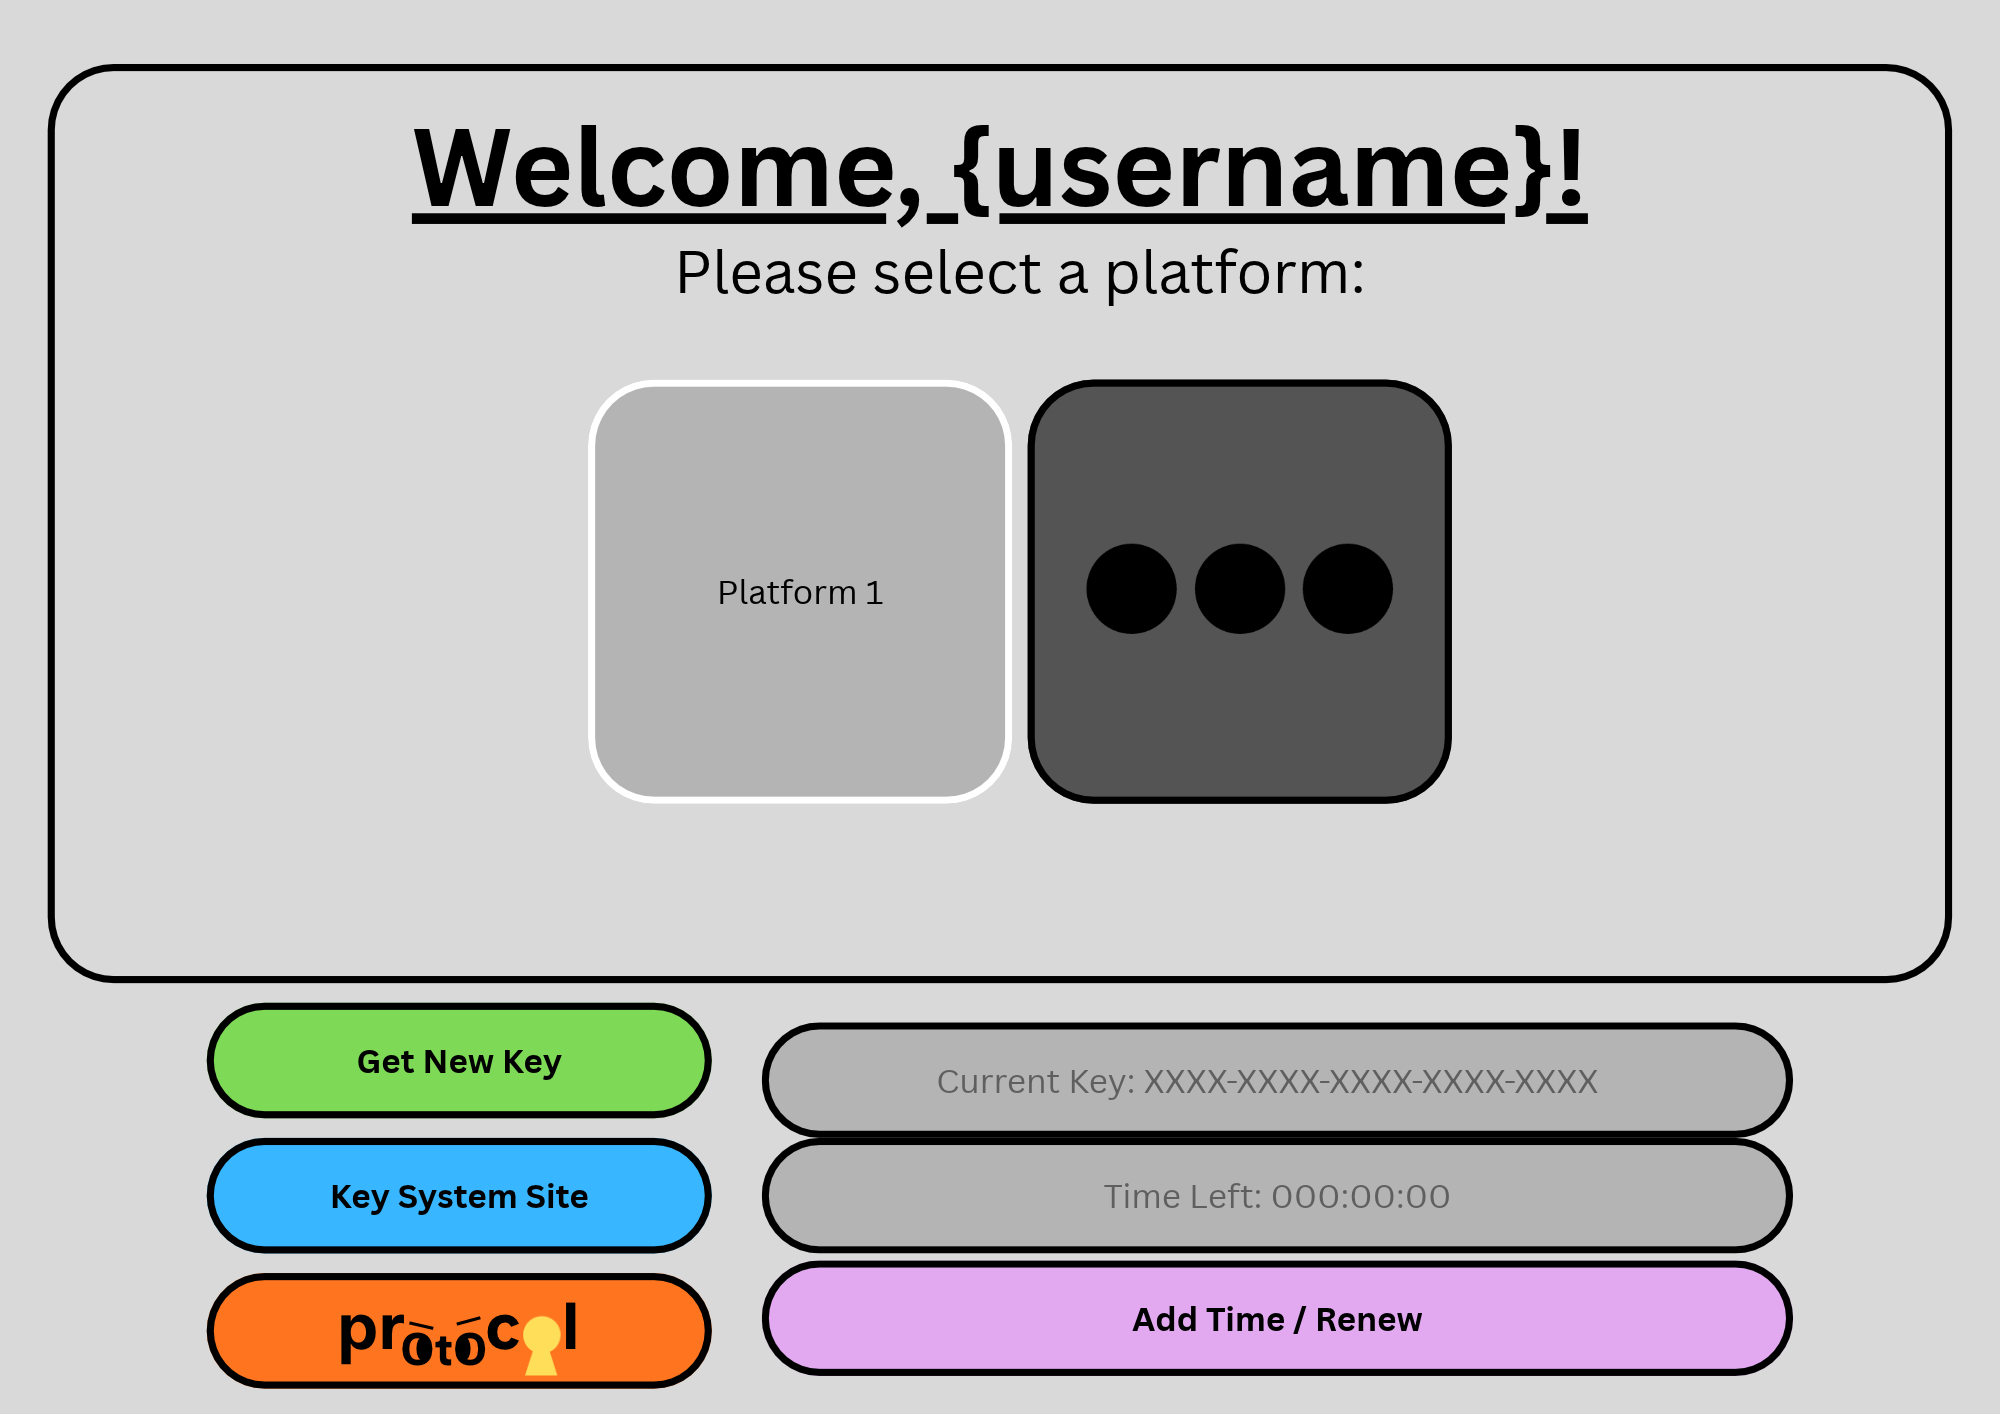 Welcome, {username}!
Please select a platform:
Platform 1
Get New Key
Current Key: XXXX-XXXX-XXXX-XXXX-XXXX
Key System Site
Time Left: 000:00:00
protocol
Add Time / Renew